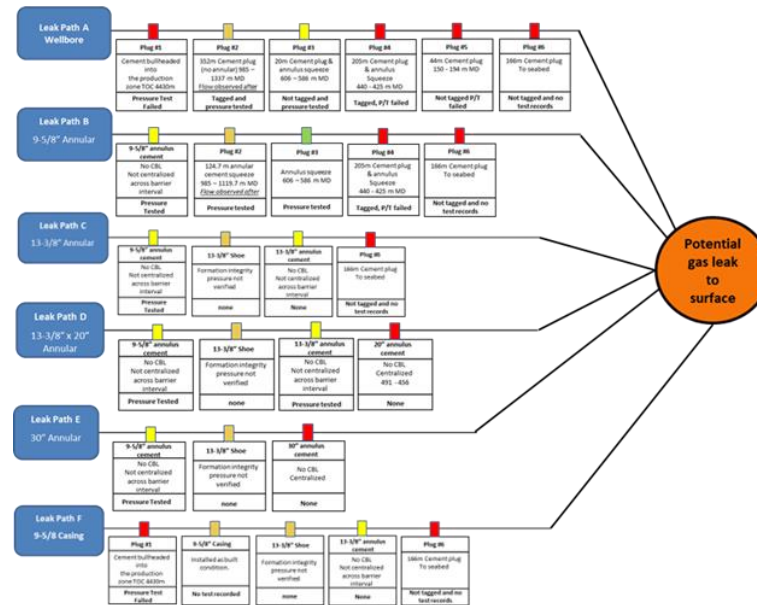 Leak Path A
Wellbore
Plug #1
Cement bullheaded
into
the production
zone TOC 4430m
Pressure Test
Failed
Plug #2
352m Cement plug
(no annular) 985 –
1337 m MD
Flow observed after
Tagged and
pressure tested
Plug #3
20m Cement plug &
annulus squeeze
606 – 586 m MD
Not tagged and
pressure tested
Plug #4
205m Cement plug
& annulus
Squeeze
440 - 425 m MD
Tagged, P/T failed
Plug #5
44m Cement plug
150 - 194 m MD
Not tagged P/T
failed
Plug #6
166m Cement plug
To seabed
Not tagged and no
test records
Leak Path B
9-5/8" Annular
9-5/8" annulus
cement
No CBL
Not centralized
across barrier
interval
Pressure
Tested
Plug #2
124.7 m annular
cement squeeze
985 – 1119.7 m MD
Flow observed after
Pressure tested
Plug #3
Annulus squeeze
606 – 586 m MD
Pressure tested
Plug #4
205m Cement plug
& annulus
Squeeze
440 - 425 m MD
Tagged, P/T failed
Plug #6
166m Cement plug
To seabed
Not tagged and no
test records
Leak Path C
13-3/8" Annular
9-5/8" annulus
cement
No CBL
Not centralized
across barrier
interval
Pressure
Tested
13-3/8" Shoe
Formation integrity
pressure not
verified
none
13-3/8" annulus
cement
No CBL
Not centralized
across barrier
interval
None
Plug #6
166m Cement plug
To seabed
Not tagged and no
test records
Leak Path D
13-3/8" x 20"
Annular
9-5/8" annulus
cement
No CBL
Not centralized
across barrier
interval
Pressure Tested
13-3/8" Shoe
Formation integrity
pressure not
verified
none
13-3/8" annulus
cement
No CBL
Not centralized
across barrier
interval
Pressure Tested
20" annulus
cement
No CBL
Centralized
491 - 456
None
Leak Path E
30" Annular
9-5/8" annulus
cement
No CBL
Not centralized
across barrier
interval
Pressure Tested
13-3/8" Shoe
Formation integrity
pressure not
verified
none
30" annulus
cement
No CBL
Centralized
None
Leak Path F
9-5/8 Casing
Plug #1
Cement bullheaded
into
the production
zone TOC 4430m
Pressure Test
Failed
9-5/8" Casing
Installed as built
condition.
No test recorded
13-3/8" Shoe
Formation integrity
pressure not
verified
none
13-3/8" annulus
cement
No CBL
Not centralized
across barrier
interval
None
Plug #6
166m Cement plug
To seabed
Not tagged and no
test records
Potential
gas leak
to
surface